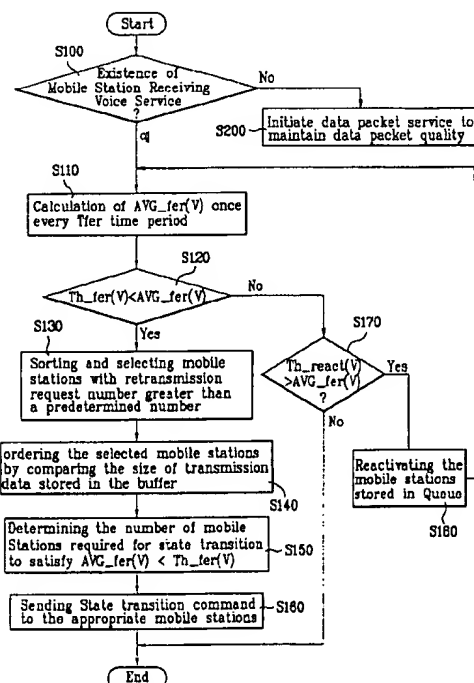 Start
S100
Existence of
Mobile Station Receiving
Voice Service
?
No
S200
Initiate data packet service to
maintain data packet quality
S110
Calculation of AVG_fer(V) once
every Tfer time period
S120
Th_fer(V)<AVG_fer(V)
No
S130
Yes
S170
Sorting and selecting mobile
stations with retransmission
request number greater than
a predetermined number
Th_react(V)
>AVG_fer(V)
?
Yes
No
ordering the selected mobile stations
by comparing the size of transmission
data stored in the buffer
S140
Reactivating the
mobile stations
stored in Queue
S180
Determining the number of mobile
Stations required for state transition
to satisfy AVG_fer(V) < Th_fer(V)
S150
Sending State transition command
to the appropriate mobile stations
S160
End